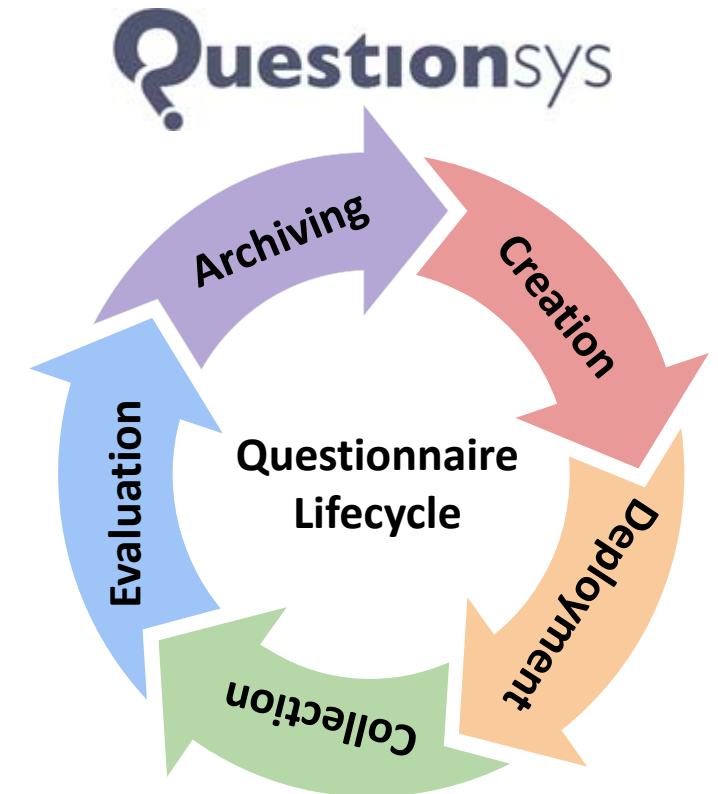 Questionsys
Archiving
Creation
Deployment
Collection
Evaluation
Questionnaire
Lifecycle